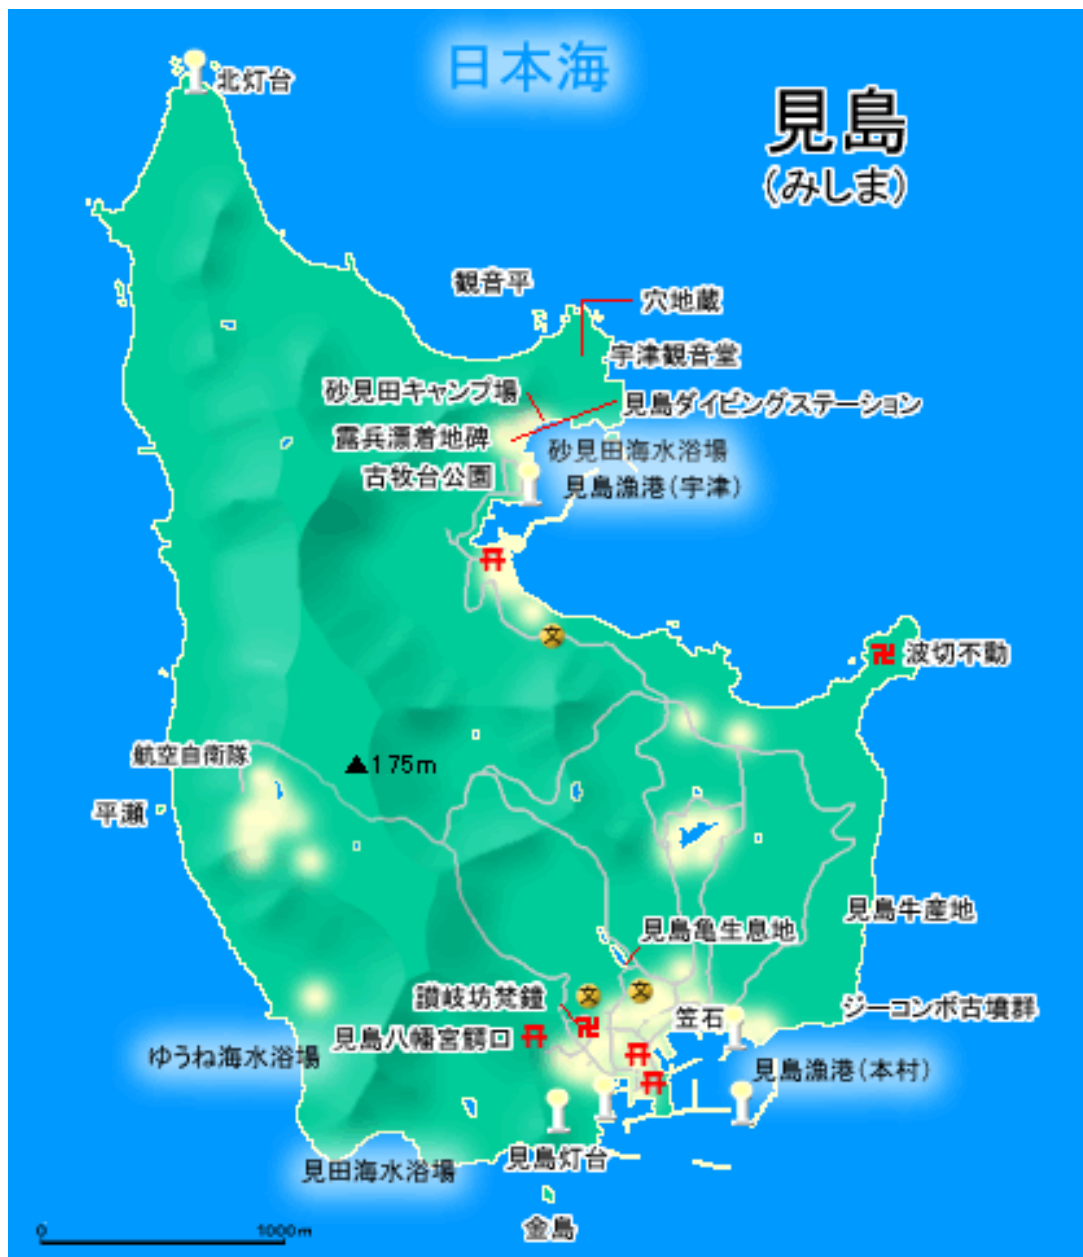 日本海
見島
(みしま)
北灯台
観音平
穴地蔵
宇津観音堂
砂見田キャンプ場
見島ダイビングステーション
露兵漂着地碑
砂見田海水浴場
古牧台公園
見島漁港(宇津)
文
波切不動
航空自衛隊
▲175m
平瀬
見島牛産地
見島亀生息地
讃岐坊梵鐘
文
文
笠石
ジーコンボ古墳群
見島八幡宮鰐口
ゆうね海水浴場
見島漁港(本村)
見島灯台
見田海水浴場
金島
0
1000m